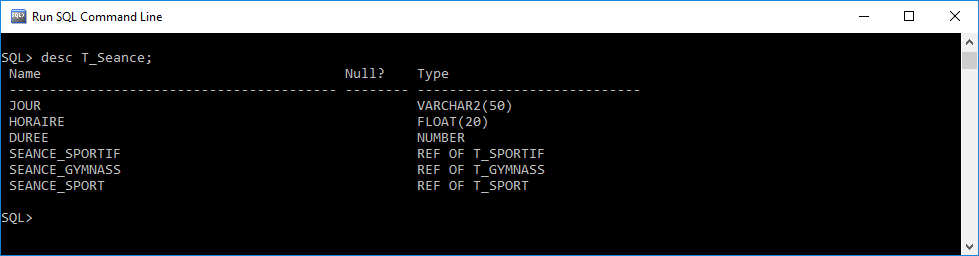 Run SQL Command Line
SQL> desc T_Seance;
Name Null? Type
----------------------------------------- -------- ----------------------------
JOUR VARCHAR2(50)
HORAIRE FLOAT(20)
DUREE NUMBER
SEANCE_SPORTIF REF OF T_SPORTIF
SEANCE_GYMNASS REF OF T_GYMNASS
SEANCE_SPORT REF OF T_SPORT
SQL>